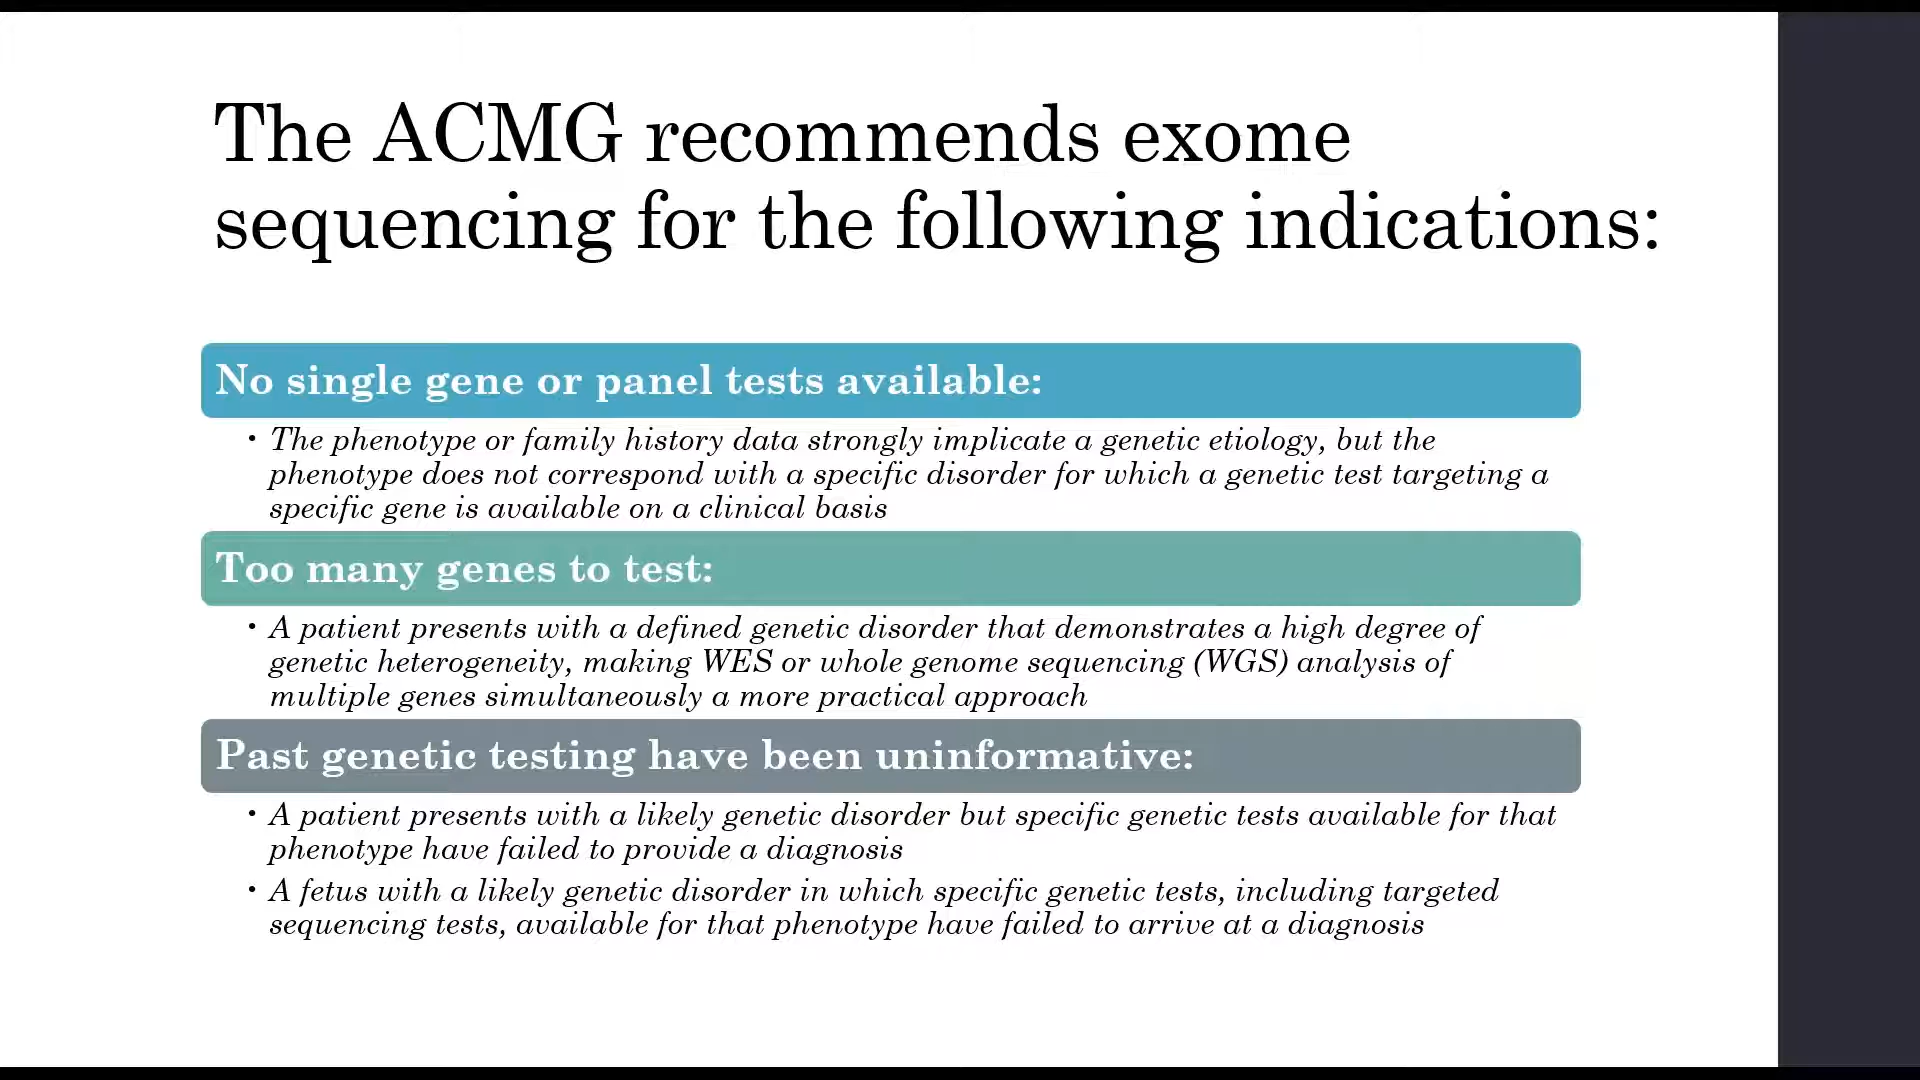 The ACMG recommends exome
sequencing for the following indications:
No single gene or panel tests available:
• The phenotype or family history data strongly implicate a genetic etiology, but the
phenotype does not correspond with a specific disorder for which a genetic test targeting a
specific gene is available on a clinical basis
Too many genes to test:
• A patient presents with a defined genetic disorder that demonstrates a high degree of
genetic heterogeneity, making WES or whole genome sequencing (WGS) analysis of
multiple genes simultaneously a more practical approach
Past genetic testing have been uninformative:
• A patient presents with a likely genetic disorder but specific genetic tests available for that
phenotype have failed to provide a diagnosis
• A fetus with a likely genetic disorder in which specific genetic tests, including targeted
sequencing tests, available for that phenotype have failed to arrive at a diagnosis